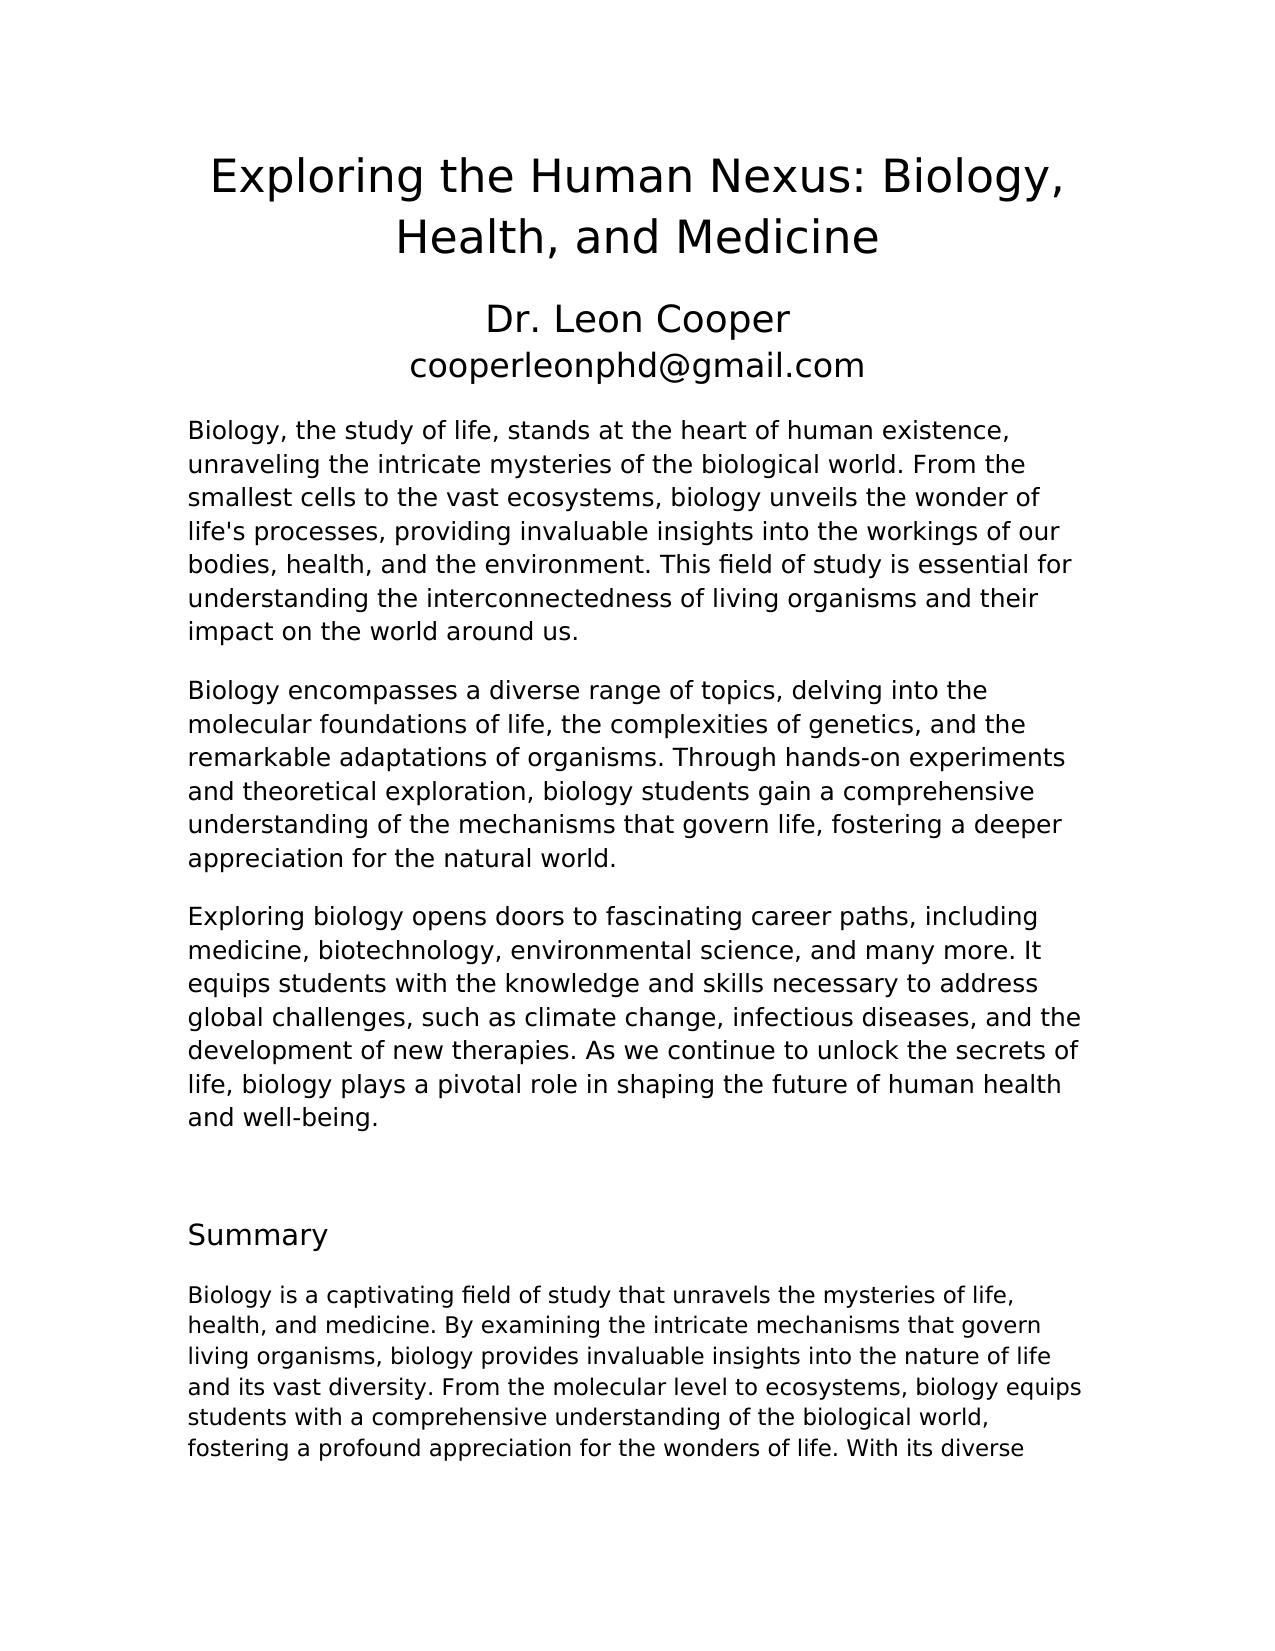 Exploring the Human Nexus: Biology,
Health, and Medicine
Dr. Leon Cooper
cooperleonphd@gmail.com
Biology, the study of life, stands at the heart of human existence,
unraveling the intricate mysteries of the biological world. From the
smallest cells to the vast ecosystems, biology unveils the wonder of
life's processes, providing invaluable insights into the workings of our
bodies, health, and the environment. This field of study is essential for
understanding the interconnectedness of living organisms and their
impact on the world around us.
Biology encompasses a diverse range of topics, delving into the
molecular foundations of life, the complexities of genetics, and the
remarkable adaptations of organisms. Through hands-on experiments
and theoretical exploration, biology students gain a comprehensive
understanding of the mechanisms that govern life, fostering a deeper
appreciation for the natural world.
Exploring biology opens doors to fascinating career paths, including
medicine, biotechnology, environmental science, and many more. It
equips students with the knowledge and skills necessary to address
global challenges, such as climate change, infectious diseases, and the
development of new therapies. As we continue to unlock the secrets of
life, biology plays a pivotal role in shaping the future of human health
and well-being.
Summary
Biology is a captivating field of study that unravels the mysteries of life,
health, and medicine. By examining the intricate mechanisms that govern
living organisms, biology provides invaluable insights into the nature of life
and its vast diversity. From the molecular level to ecosystems, biology equips
students with a comprehensive understanding of the biological world,
fostering a profound appreciation for the wonders of life. With its diverse